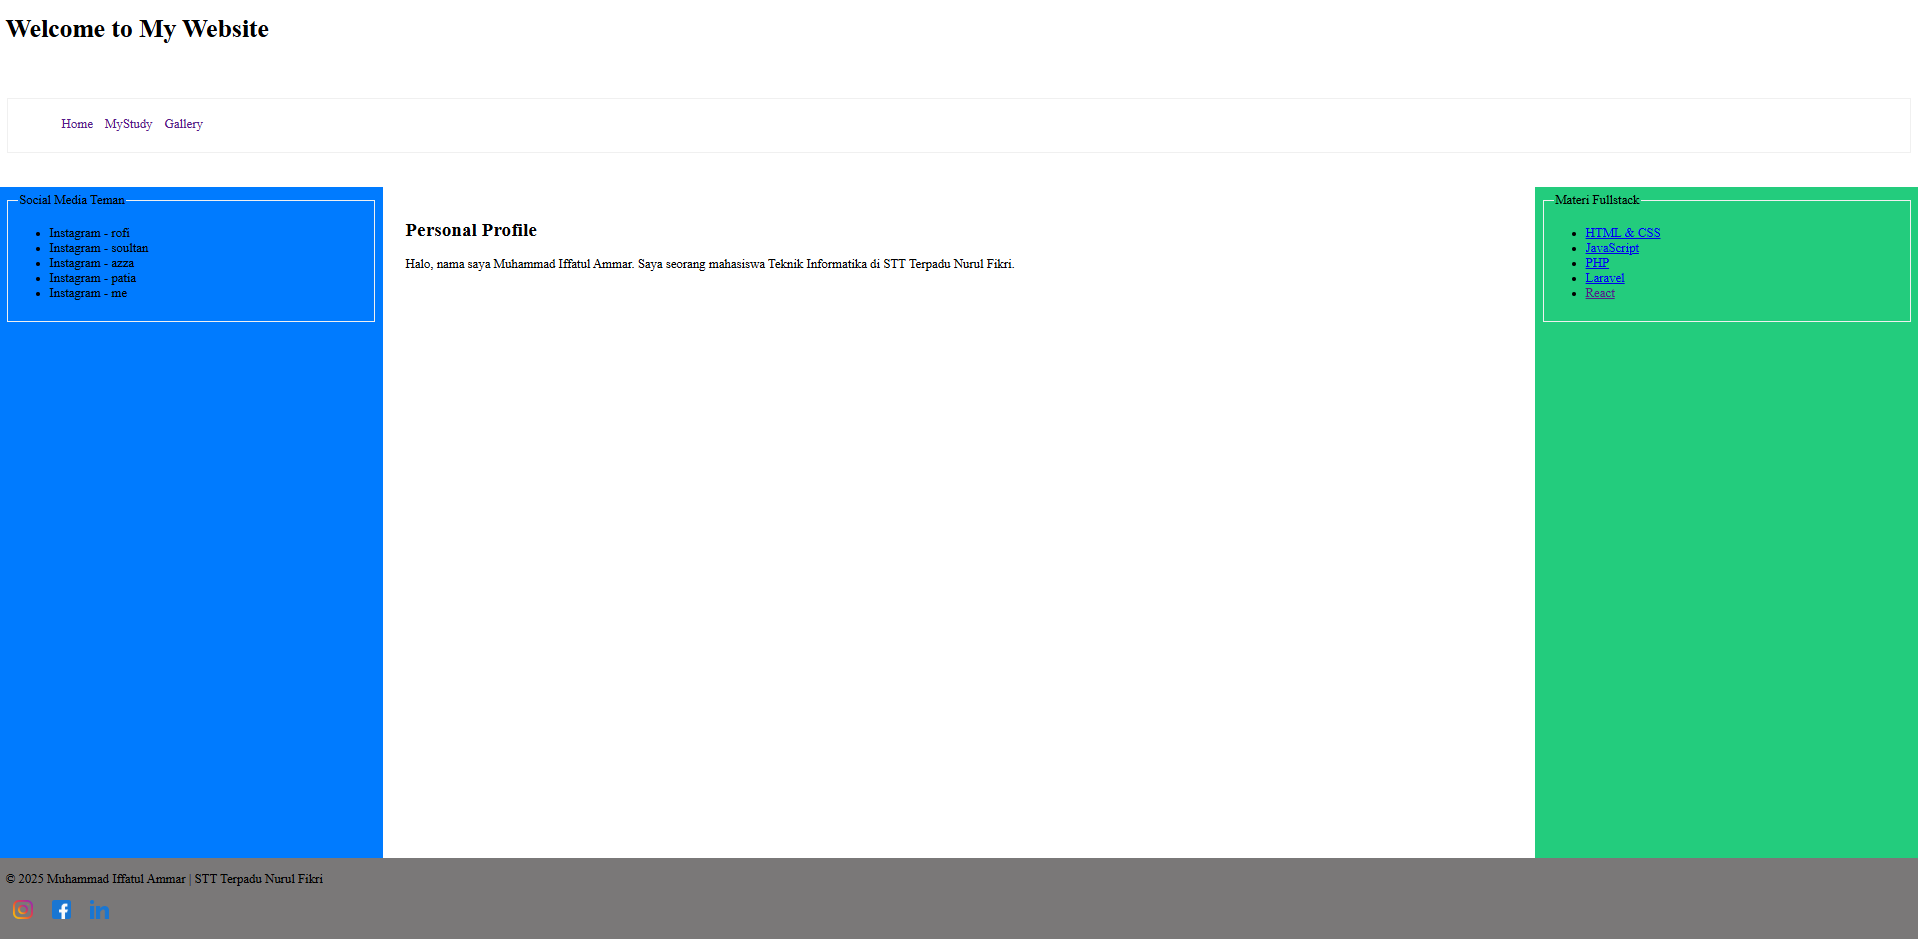 Welcome to My Website
Home MyStudy Gallery
Social Media Teman
Instagram - rofi
Instagram - soultan
Instagram - azza
Instagram - patia
Instagram - me
Personal Profile
Halo, nama saya Muhammad Iffatul Ammar. Saya seorang mahasiswa Teknik Informatika di STT Terpadu Nurul Fikri.
Materi Fullstack
HTML & CSS
JavaScript
PHP
Laravel
React
© 2025 Muhammad Iffatul Ammar | STT Terpadu Nurul Fikri